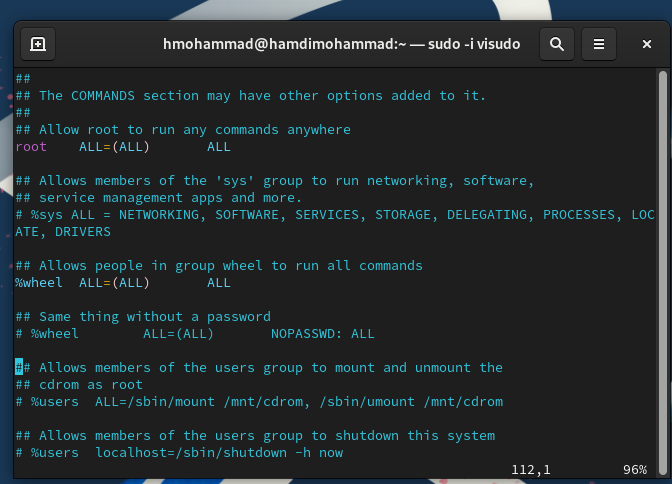 hmohammad@hamdimohammad:~ — sudo -i visudo
##
## The COMMANDS section may have other options added to it.
##
## Allow root to run any commands anywhere
root    ALL=(ALL)       ALL
## Allows members of the 'sys' group to run networking, software,
## service management apps and more.
# %sys ALL = NETWORKING, SOFTWARE, SERVICES, STORAGE, DELEGATING, PROCESSES, LOC
ATE, DRIVERS
## Allows people in group wheel to run all commands
%wheel  ALL=(ALL)       ALL
## Same thing without a password
# %wheel        ALL=(ALL)       NOPASSWD: ALL
## Allows members of the users group to mount and unmount the
## cdrom as root
# %users  ALL=/sbin/mount /mnt/cdrom, /sbin/umount /mnt/cdrom
## Allows members of the users group to shutdown this system
# %users  localhost=/sbin/shutdown -h now
112,1 96%